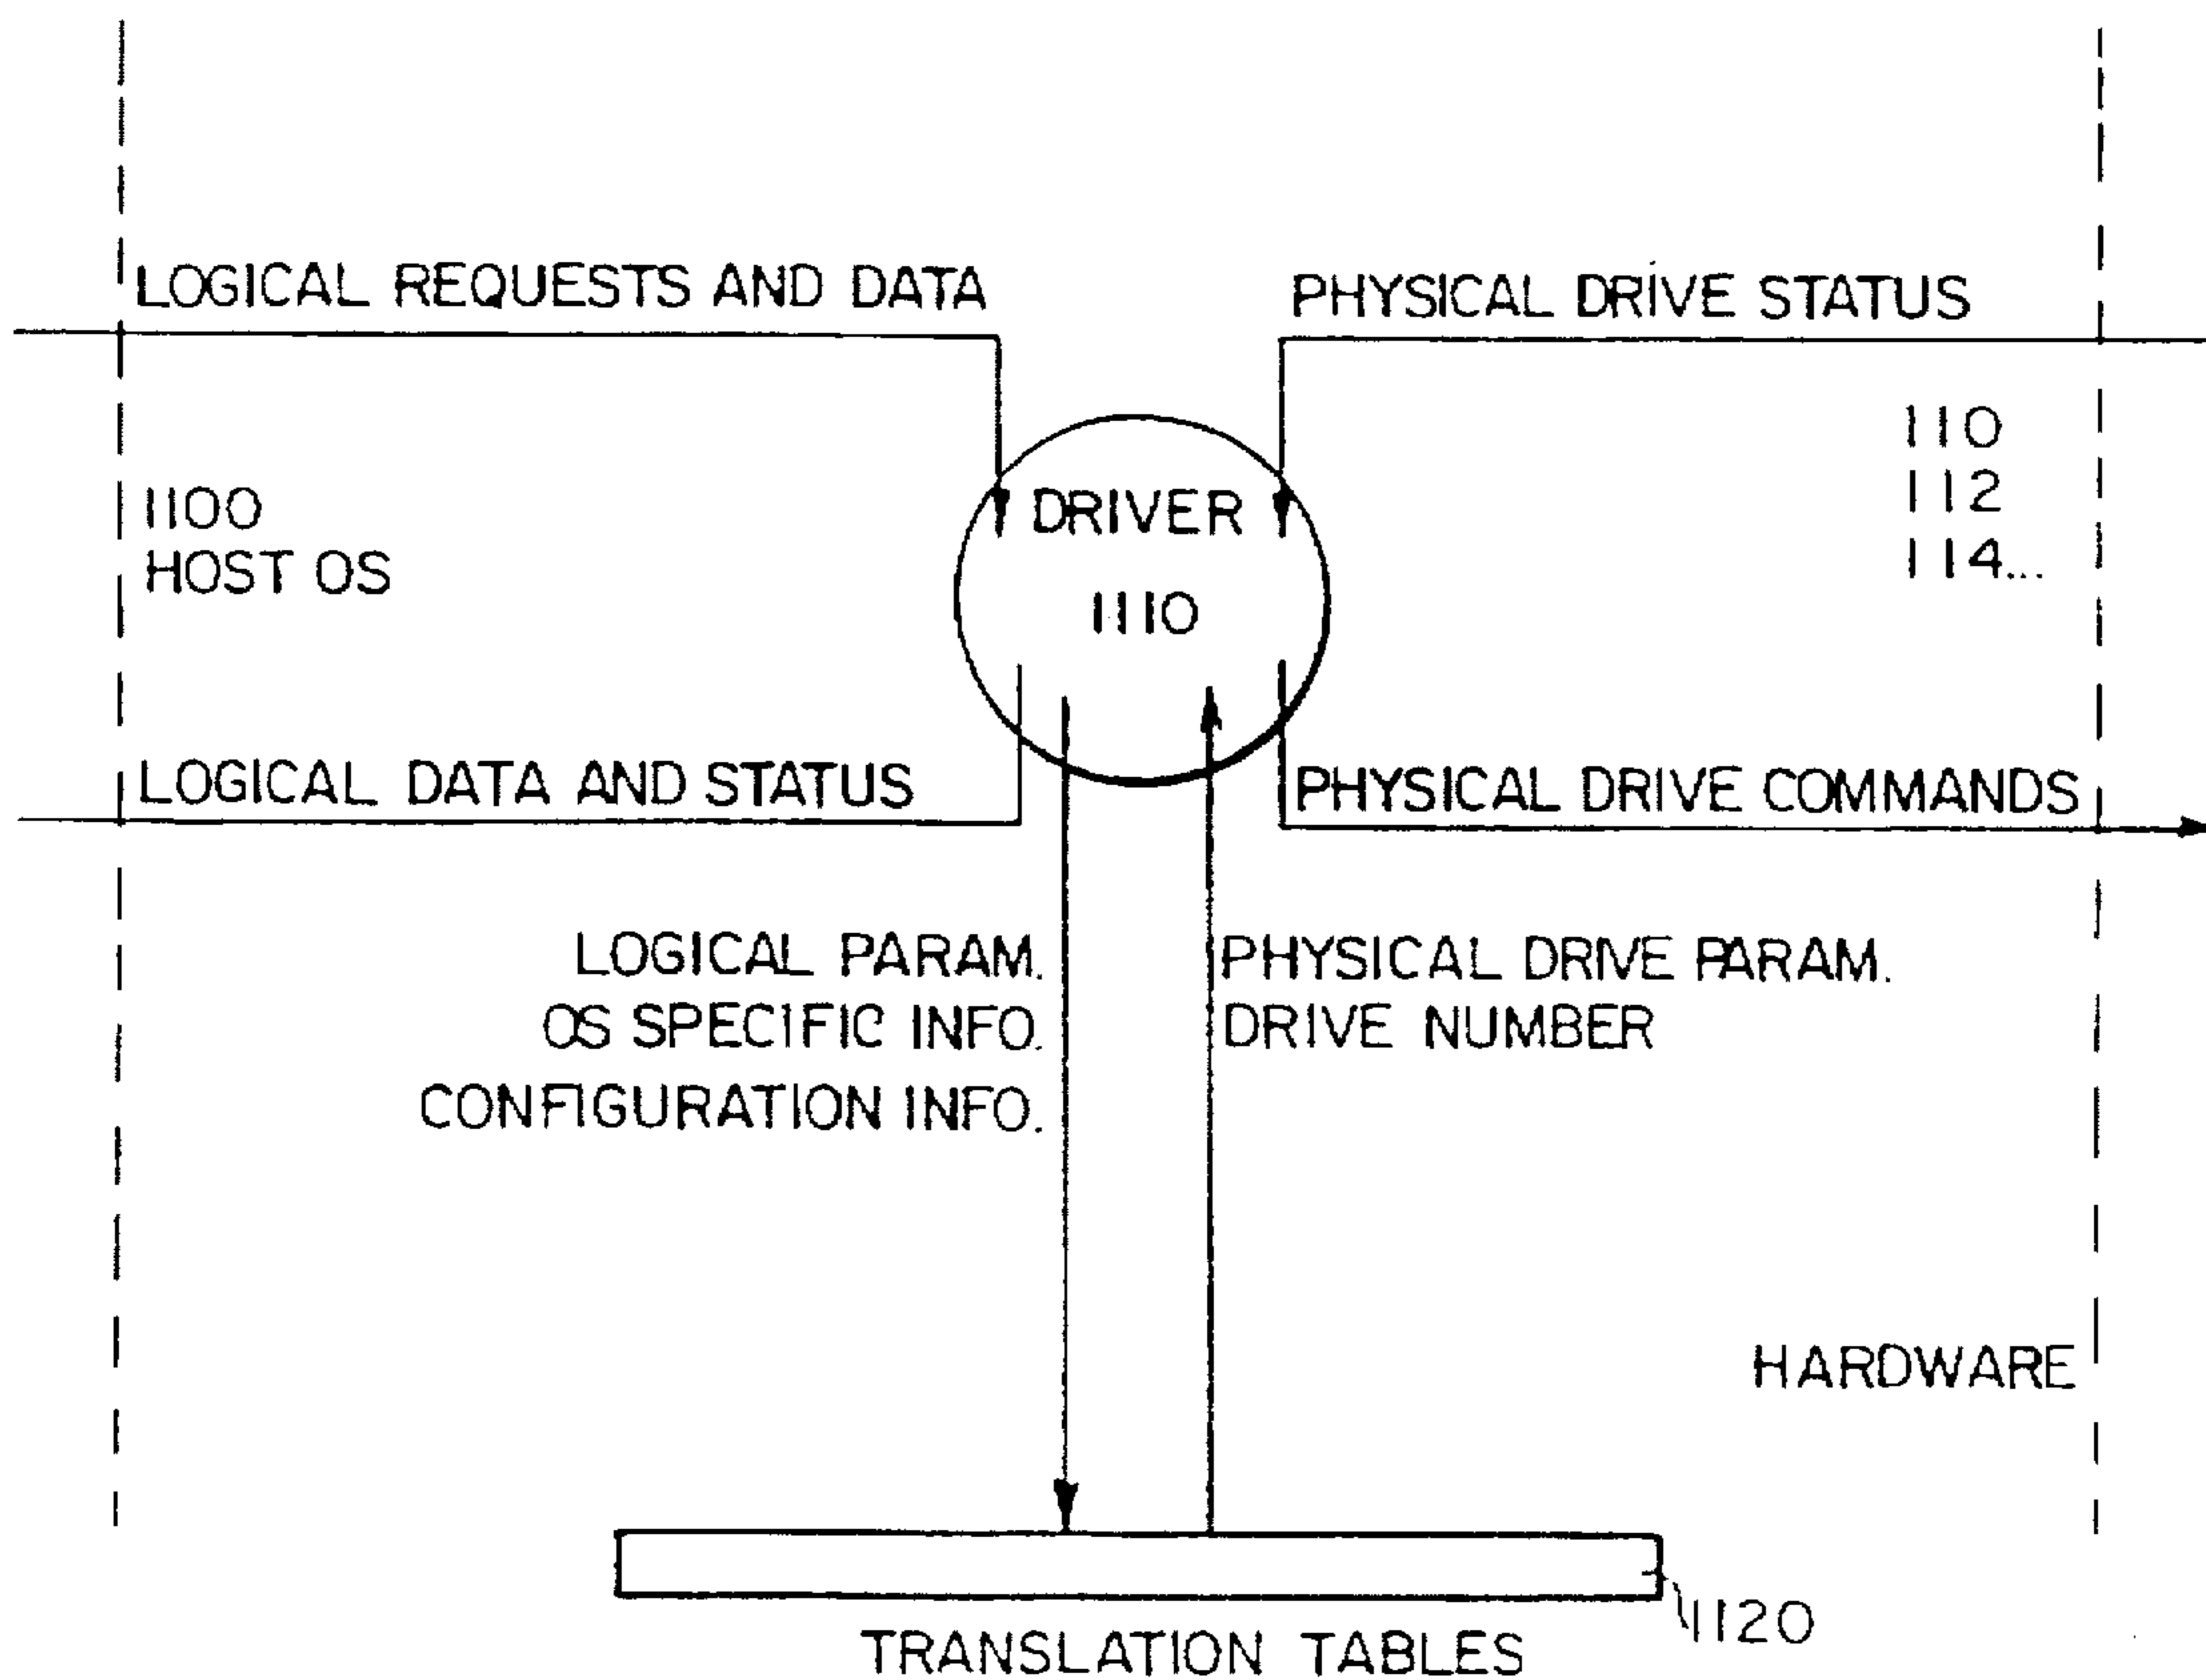 LOGICAL REQUESTS AND DATA
PHYSICAL DRIVE STATUS
1100
HOST OS
DRIVER
1110
110
112
114...
LOGICAL DATA AND STATUS
PHYSICAL DRIVE COMMANDS
LOGICAL PARAM.
OS SPECIFIC INFO.
CONFIGURATION INFO.
PHYSICAL DRIVE PARAM.
DRIVE NUMBER
HARDWARE
1120
TRANSLATION TABLES